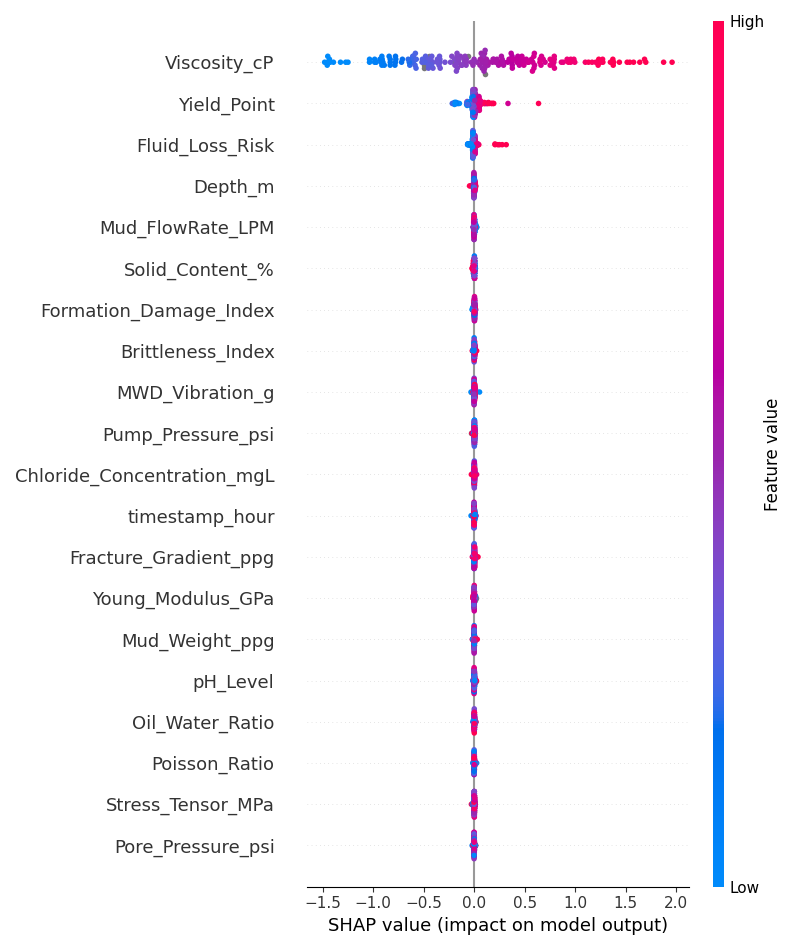 High
Viscosity_cP
Yield_Point
Fluid_Loss_Risk
Depth_m
Mud_FlowRate_LPM
Solid_Content_%
Formation_Damage_Index
Brittleness_Index
MWD_Vibration_g
Pump_Pressure_psi
Chloride_Concentration_mgL
timestamp_hour
Fracture_Gradient_ppg
Young_Modulus_GPa
Mud_Weight_ppg
pH_Level
Oil_Water_Ratio
Poisson_Ratio
Stress_Tensor_MPa
Pore_Pressure_psi
Feature value
Low
−1.5 −1.0 −0.5 0.0 0.5 1.0 1.5 2.0
SHAP value (impact on model output)